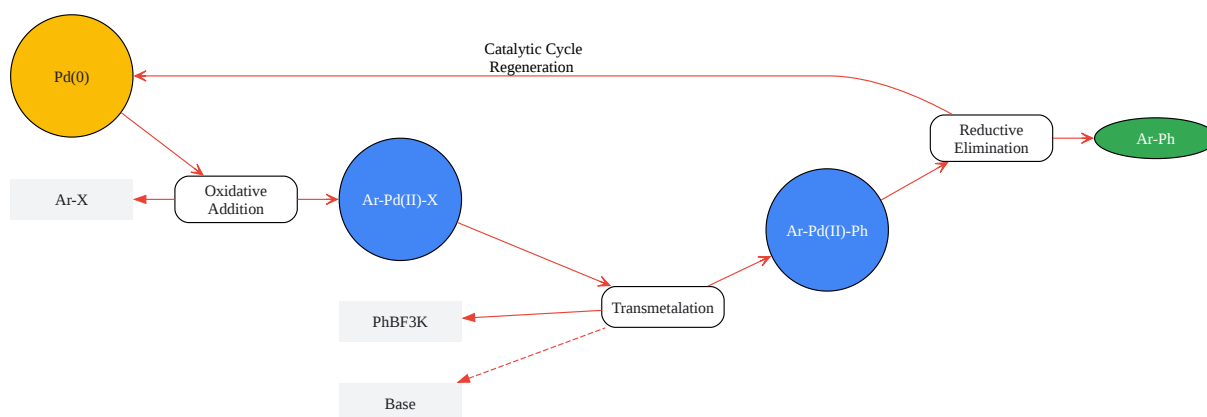 Catalytic Cycle
Regeneration
Pd(0)
Reductive
Elimination
Ar-Ph
Ar-X
Oxidative
Addition
Ar-Pd(II)-X
Ar-Pd(II)-Ph
PhBF3K
Transmetalation
Base